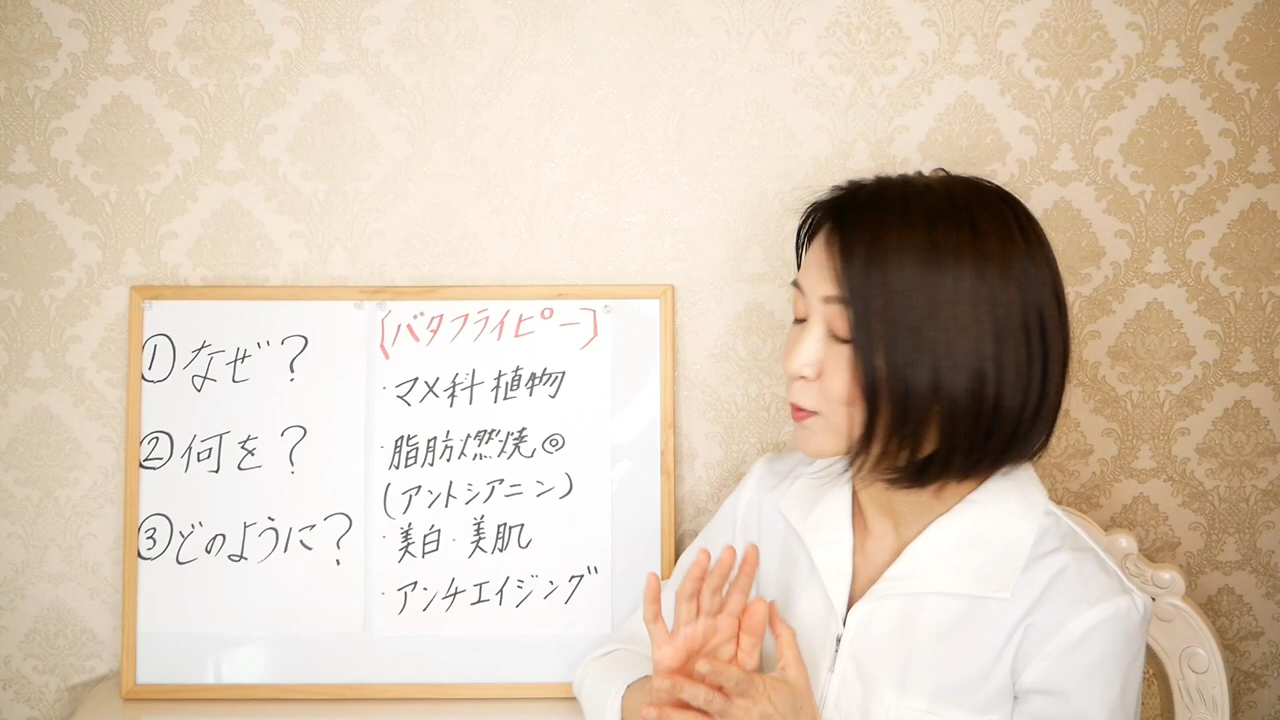 ①なぜ？
②何を？
③どのように？
[バタフライピー]
・マメ科植物
・脂肪燃焼◎
(アントシアニン)
・美白・美肌
・アンチエイジング